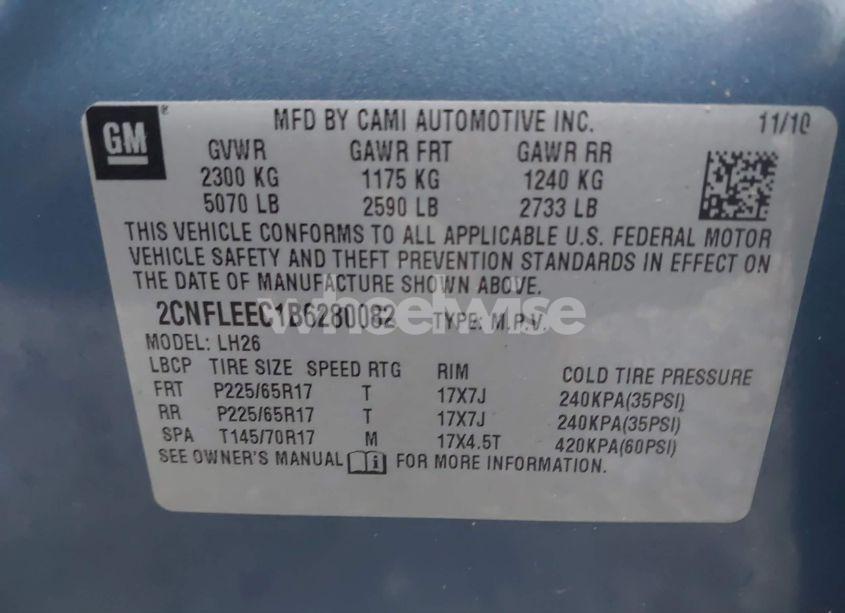 GM ®
MFD BY CAMI AUTOMOTIVE INC. 11/10
GVWR GAWR FRT GAWR RR
2300 KG 1175 KG 1240 KG
5070 LB 2590 LB 2733 LB
THIS VEHICLE CONFORMS TO ALL APPLICABLE U.S. FEDERAL MOTOR
VEHICLE SAFETY AND THEFT PREVENTION STANDARDS IN EFFECT ON
THE DATE OF MANUFACTURE SHOWN ABOVE.
2CNFLEEC1B6280082 TYPE: M.P.V.
wheelwise
MODEL: LH26
LBCP TIRE SIZE SPEED RTG RIM COLD TIRE PRESSURE
FRT P225/65R17 T 17X7J 240KPA(35PSI)
RR P225/65R17 T 17X7J 240KPA(35PSI)
SPA T145/70R17 M 17X4.5T 420KPA(60PSI)
SEE OWNER'S MANUAL FOR MORE INFORMATION.